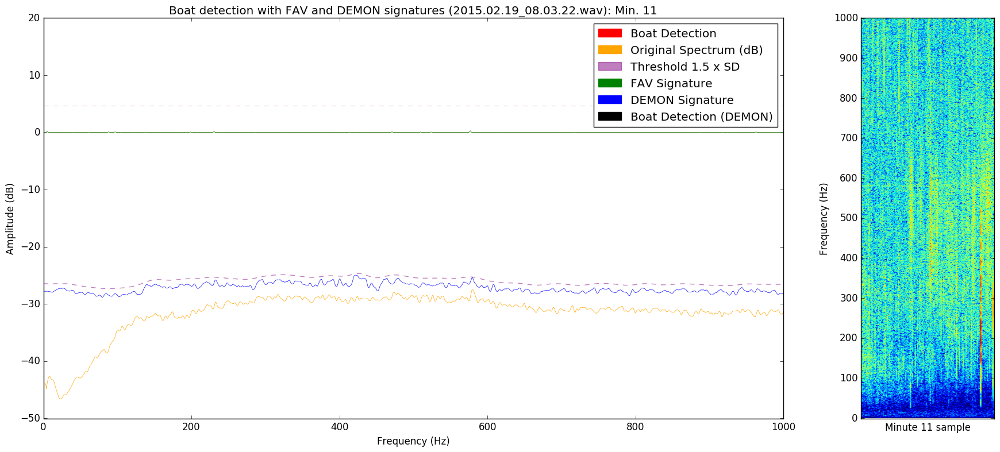 Boat detection with FAV and DEMON signatures (2015.02.19_08.03.22.wav): Min. 11
Boat Detection
Original Spectrum (dB)
Threshold 1.5 x SD
FAV Signature
DEMON Signature
Boat Detection (DEMON)
20
10
0
−10
−20
−30
−40
−50
Amplitude (dB)
0
200
400
600
800
1000
Frequency (Hz)
1000
900
800
700
600
500
400
300
200
100
0
Frequency (Hz)
Minute 11 sample